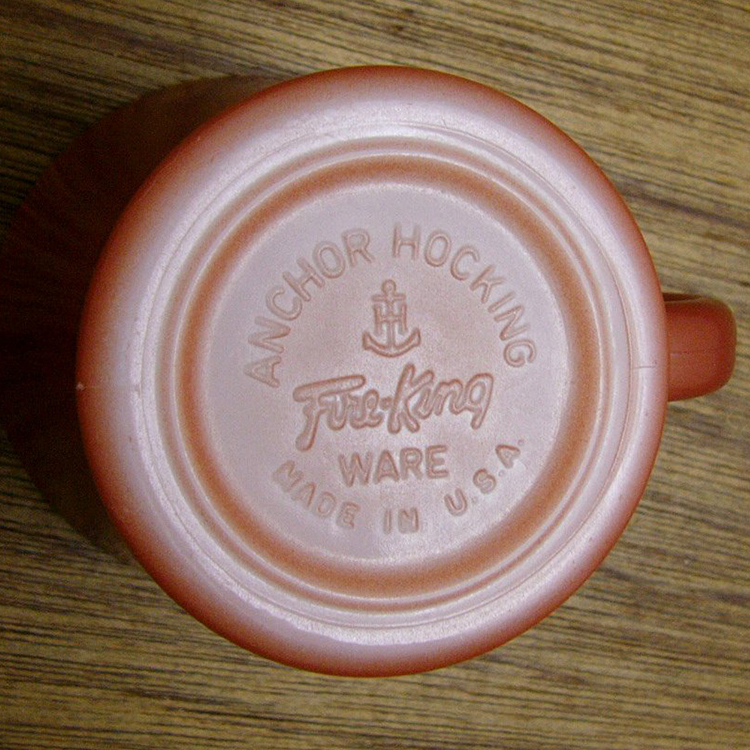 ANCHOR HOCKING
H
Fire-King
WARE
MADE IN U.S.A.